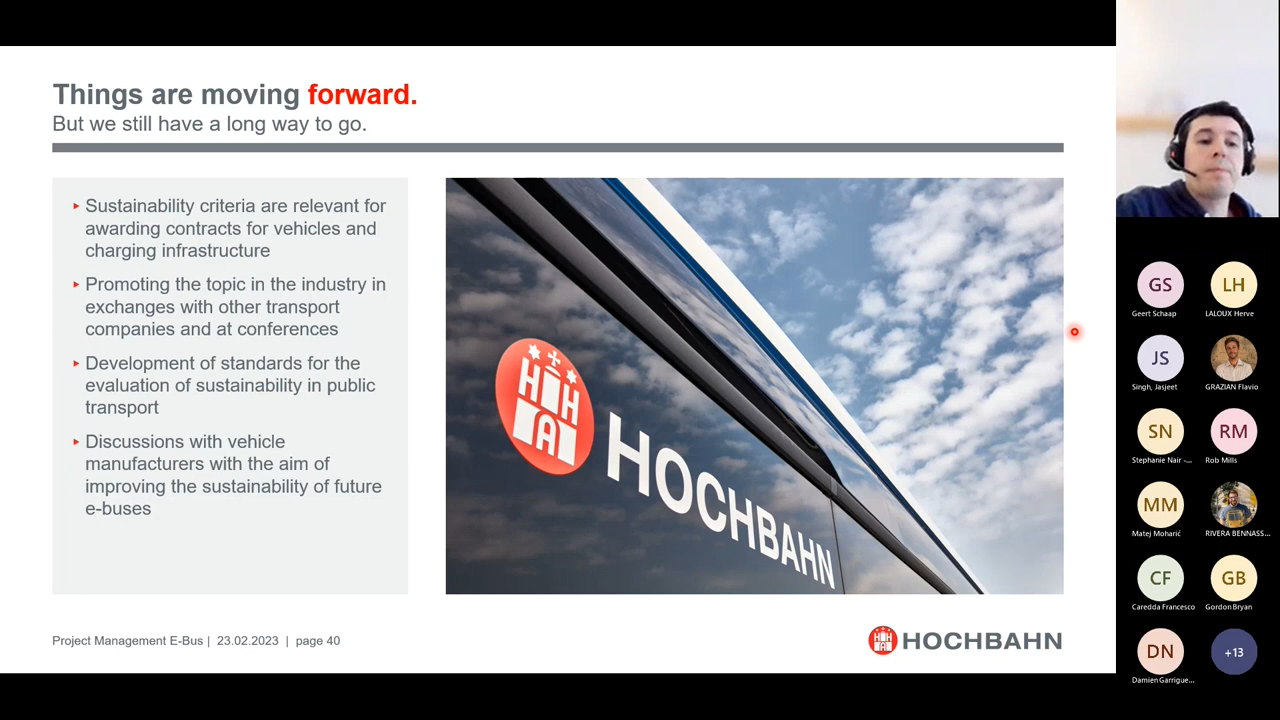 Things are moving forward.
But we still have a long way to go.
‣ Sustainability criteria are relevant for
awarding contracts for vehicles and
charging infrastructure
‣ Promoting the topic in the industry in
exchanges with other transport
companies and at conferences
‣ Development of standards for the
evaluation of sustainability in public
transport
‣ Discussions with vehicle
manufacturers with the aim of
improving the sustainability of future
e-buses
HHA
HOCHBAHN
Project Management E-Bus | 23.02.2023 | page 40
HHA HOCHBAHN
GS
Geert Schaap
LH
LALOUX Herve
JS
Singh, Jasjeet
GRAZIAN Flavio
SN
Stephanie Nair -...
RM
Rob Mills
MM
Matej Moharić
RIVERA BENNASS...
CF
Caredda Francesco
GB
Gordon Bryan
DN
Damien Garrigue...
+13